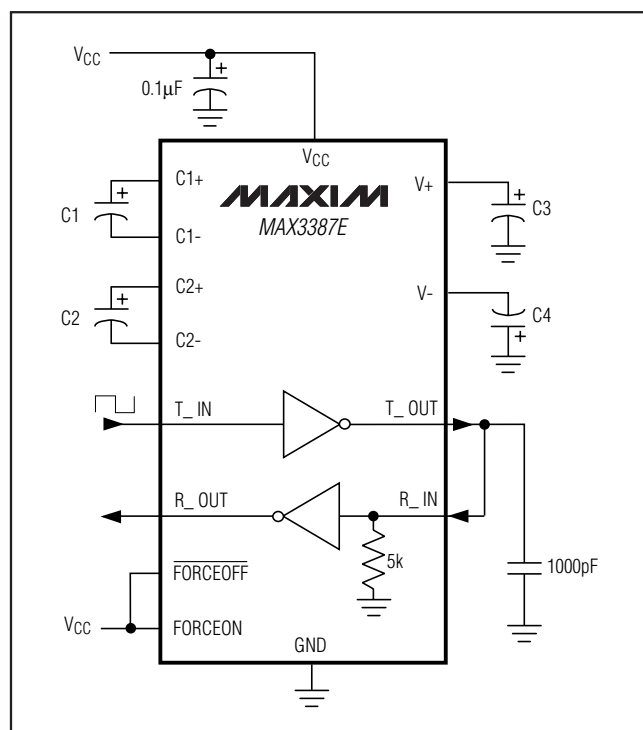 VCC
+
0.1µF
VCC
C1+
+
C1
C1-
MAXIM
MAX3387E
V+
+
C3
C2+
+
C2
C2-
V-
C4
+
T_ IN
T_ OUT
R_ OUT
R_ IN
5k
1000pF
FORCEOFF
VCC
FORCEON
GND